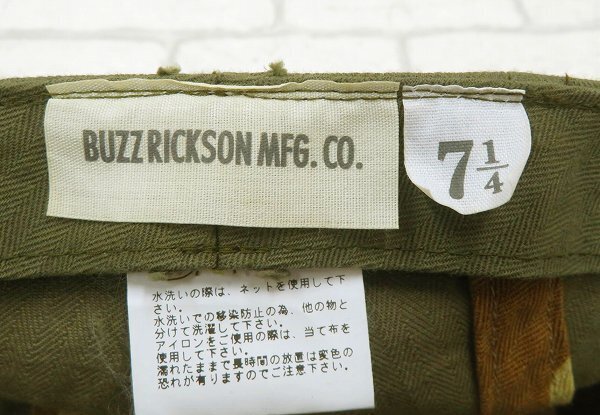 BUZZ RICKSON MFG. CO.
7 1/4
水洗いの際は、ネットを使用して下
さい。
水洗いでの移染防止の為、他の物と
分けて洗濯して下さい。
アイロンをご使用の際は、当て布を
使用して下さい。
濡れたままで長時間の放置は変色の
恐れが有りますのでご注意下さい。